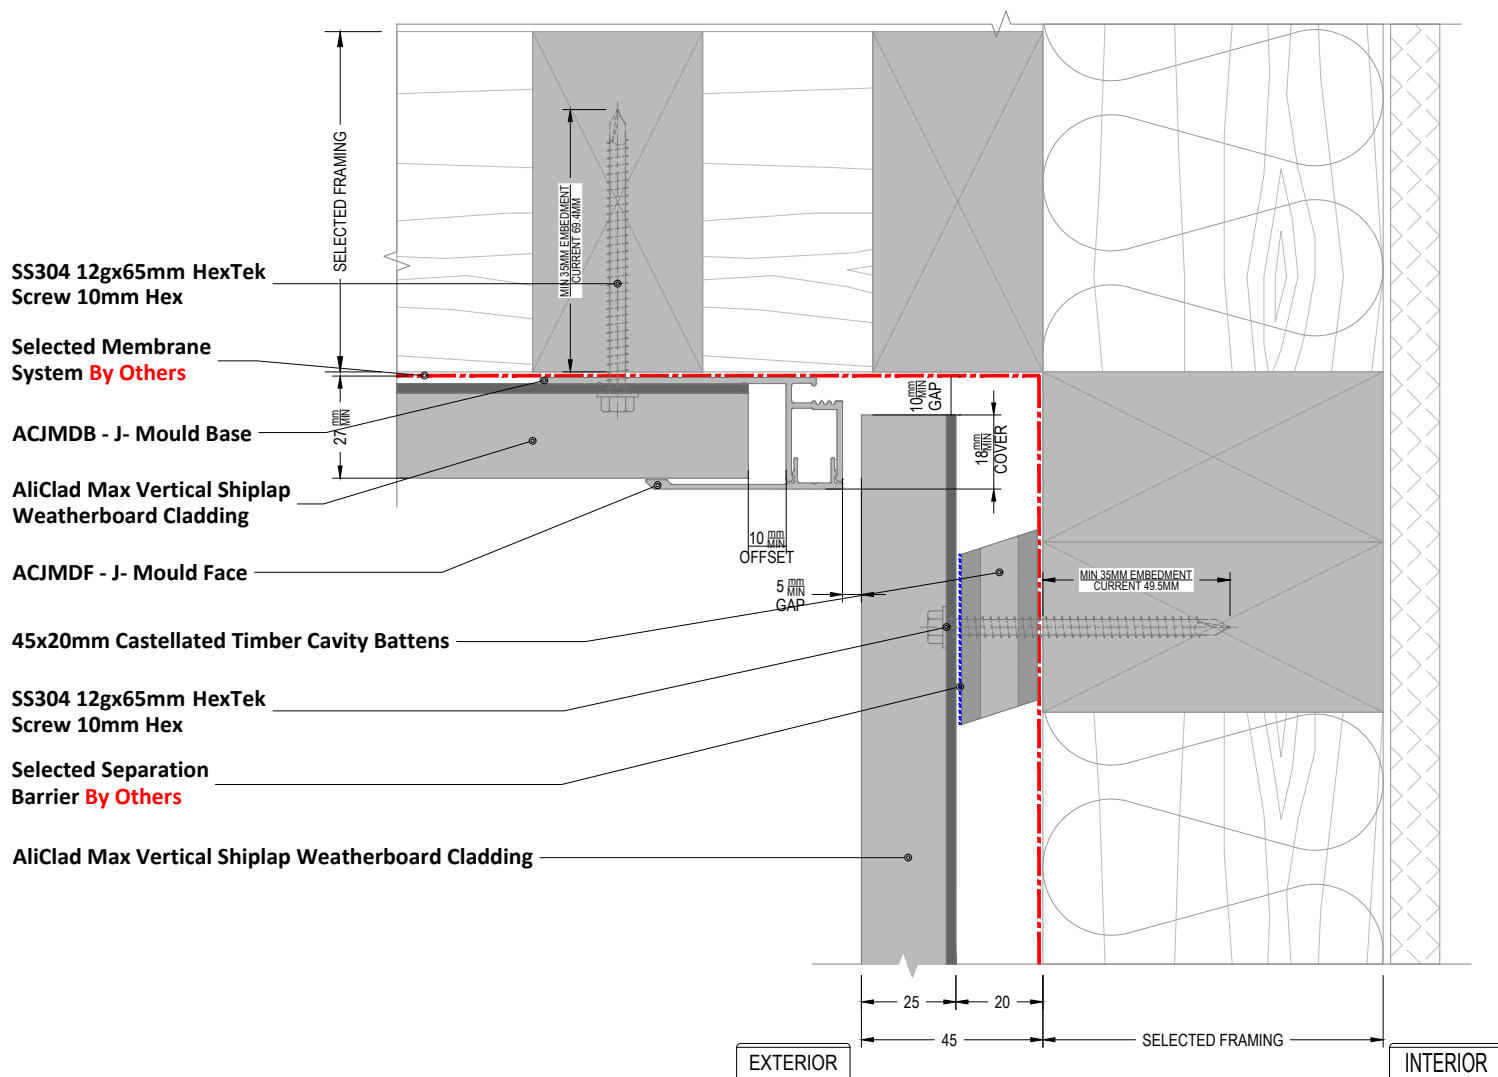 SS304 12gx65mm HexTek
Screw 10mm Hex
Selected Membrane
System By Others
ACJMDB - J- Mould Base
AliClad Max Vertical Shiplap
Weatherboard Cladding
ACJMDF - J- Mould Face
45x20mm Castellated Timber Cavity Battens
SS304 12gx65mm HexTek
Screw 10mm Hex
Selected Separation
Barrier By Others
AliClad Max Vertical Shiplap Weatherboard Cladding
SELECTED FRAMING
27 mm MIN
MIN 35MM EMBEDMENT
CURRENT 69.4MM
10 mm MIN
GAP
18 mm MIN
COVER
10 mm MIN
OFFSET
5 mm MIN
GAP
MIN 35MM EMBEDMENT
CURRENT 49.5MM
25
20
45
SELECTED FRAMING
EXTERIOR
INTERIOR